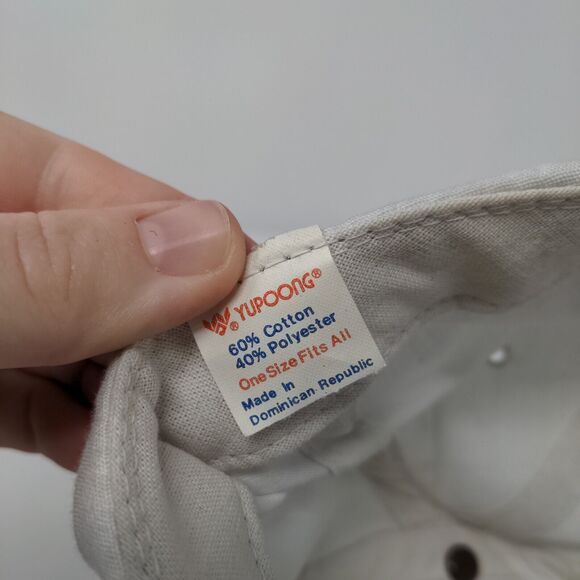 ® YUPOONG®
60% Cotton
40% Polyester
One Size Fits All
Made In
Dominican Republic